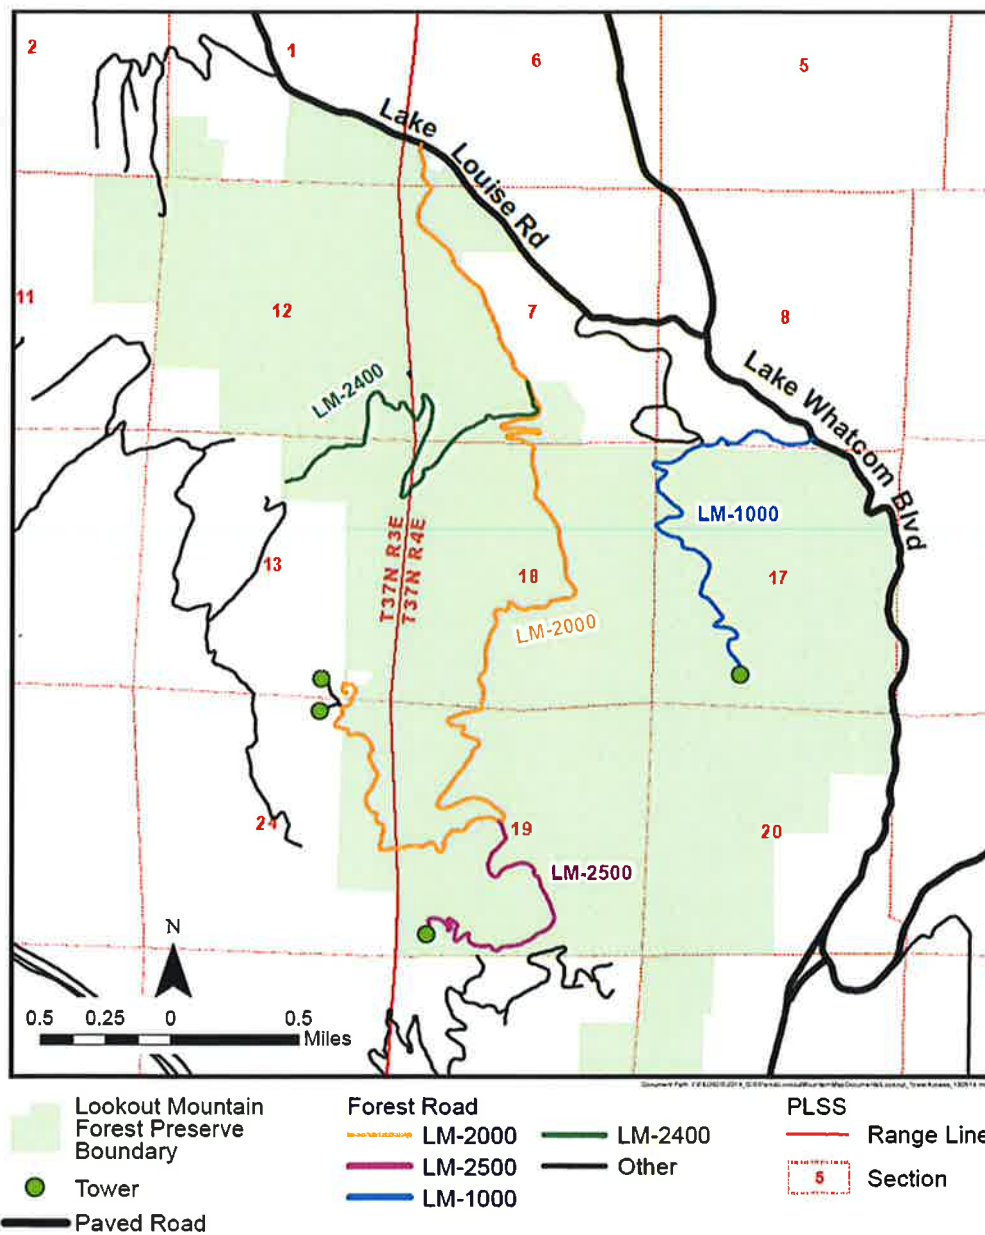 2
1
6
5
Lake Louise Rd
11
12
7
8
LM-2400
Lake Whatcom Blvd
LM-1000
T37N R3E
T37N R4E
13
18
17
LM-2000
24
19
20
LM-2500
N
0.5 0.25 0 0.5
Miles
Lookout Mountain
Forest Preserve
Boundary
Tower
Paved Road
Forest Road
LM-2000
LM-2500
LM-1000
LM-2400
Other
PLSS
Range Line
5 Section